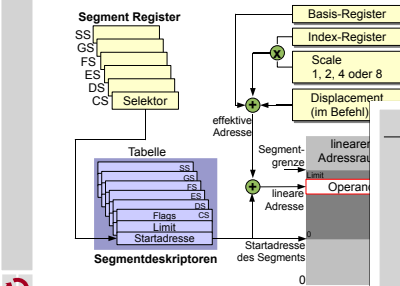 Segment Register
SS
GS
FS
ES
DS
CS
Selektor
Basis-Register
Index-Register
x
Scale
1, 2, 4 oder 8
+
Displacement
(im Befehl)
effektive
Adresse
Tabelle
SS
GS
FS
ES
DS
CS
Flags
Limit
Startadresse
Segmentdeskriptoren
Segment-
grenze
linearer
Limit
+
lineare
Adresse
0
Startadresse
des Segments
0